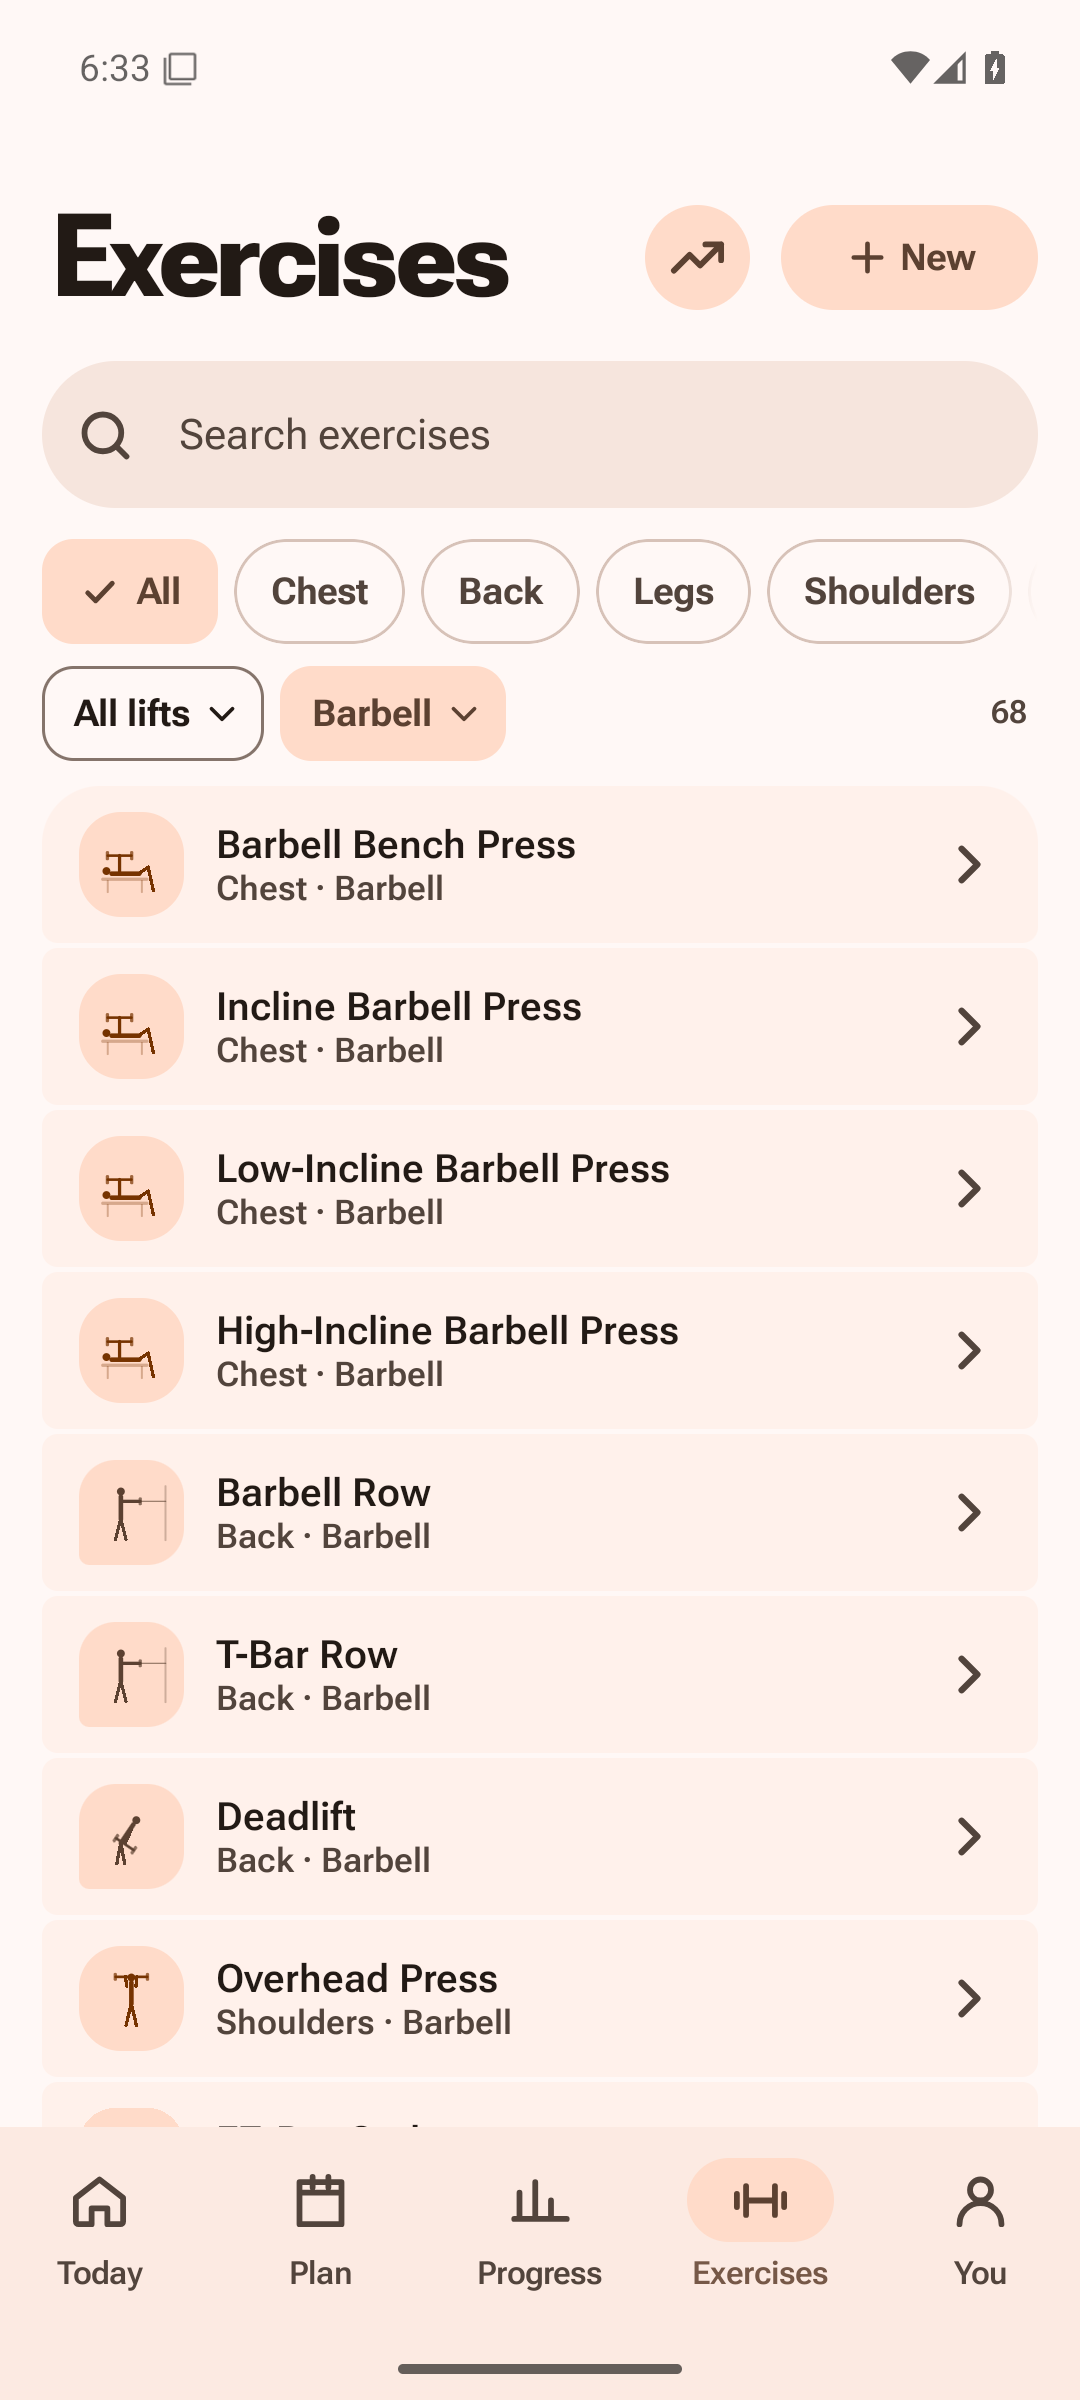 6:33
Exercises
New
Search exercises
All
Chest
Back
Legs
Shoulders
All lifts
Barbell
68
Barbell Bench Press
Chest · Barbell
Incline Barbell Press
Chest · Barbell
Low-Incline Barbell Press
Chest · Barbell
High-Incline Barbell Press
Chest · Barbell
Barbell Row
Back · Barbell
T-Bar Row
Back · Barbell
Deadlift
Back · Barbell
Overhead Press
Shoulders · Barbell
Today
Plan
Progress
Exercises
You